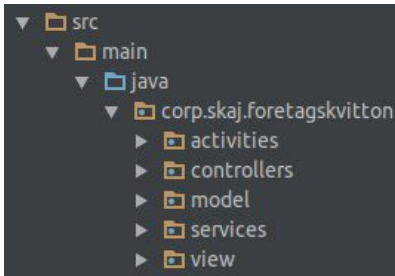 src
main
java
corp.skaj.foretagskvitton
activities
controllers
model
services
view